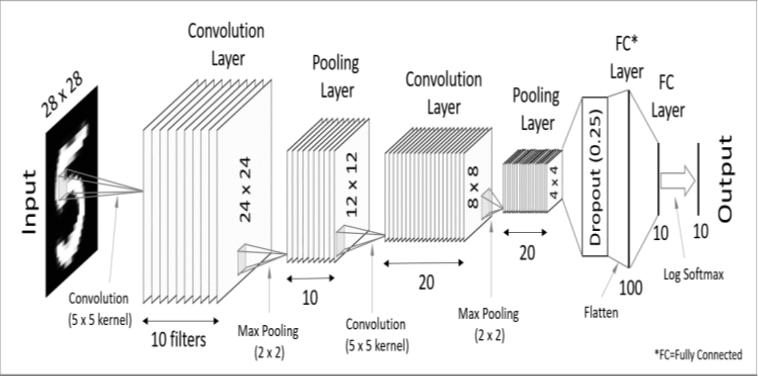 Convolution
Layer
Pooling
Layer
Convolution
Layer
Pooling
Layer
FC*
Layer
FC
Layer
28 x 28
Input
24 x 24
12 x 12
8 x 8
4 x 4
Dropout (0.25)
Output
Convolution
(5 x 5 kernel)
10 filters
Max Pooling
(2 x 2)
10
Convolution
(5 x 5 kernel)
20
Max Pooling
(2 x 2)
20
Flatten
100
10
10
Log Softmax
*FC=Fully Connected